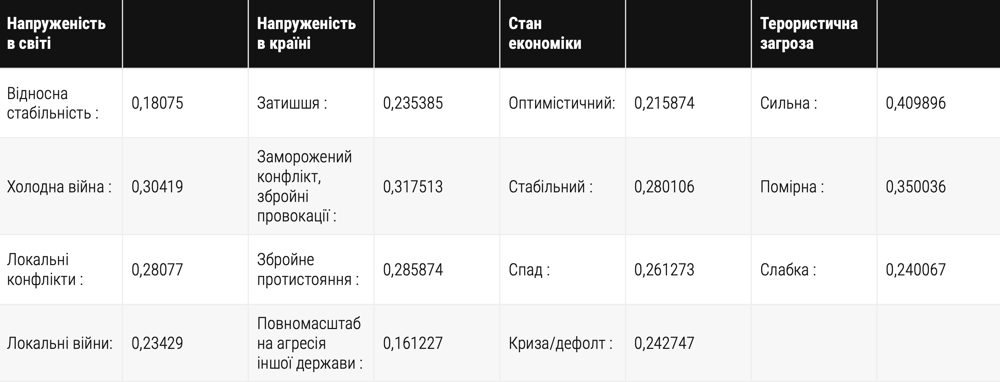 Напруженість
в світі
Напруженість
в країні
Стан
економіки
Терористична
загроза
Відносна
стабільність :
0,18075
Затишшя :
0,235385
Оптимістичний:
0,215874
Сильна :
0,409896
Холодна війна :
0,30419
Заморожений
конфлікт,
збройні
провокації :
0,317513
Стабільний :
0,280106
Помірна :
0,350036
Локальні
конфлікти :
0,28077
Збройне
протистояння :
0,285874
Спад :
0,261273
Слабка :
0,240067
Локальні війни:
0,23429
Повномасштаб
на агресія
іншої держави :
0,161227
Криза/дефолт :
0,242747